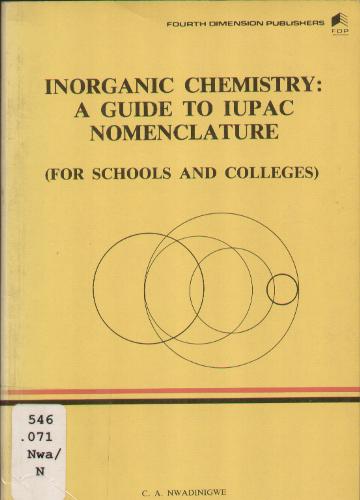 FOURTH DIMENSION PUBLISHERS
FDP
INORGANIC CHEMISTRY:
A GUIDE TO IUPAC
NOMENCLATURE
(FOR SCHOOLS AND COLLEGES)
546
.071
Nwa/
N
C. A. NWADINIGWE